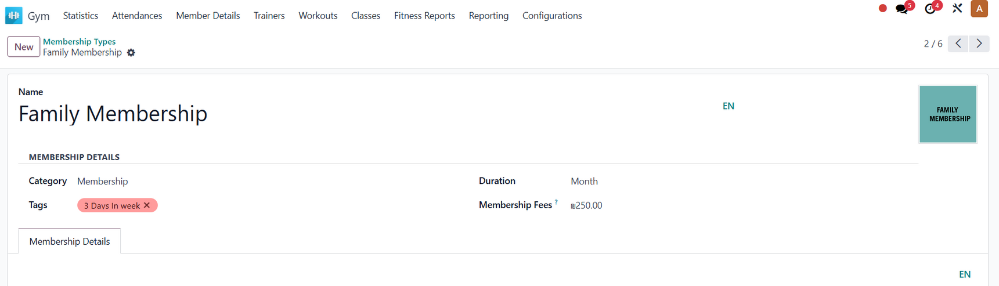 Gym Statistics Attendances Member Details Trainers Workouts Classes Fitness Reports Reporting Configurations 5 4 A
New Membership Types 2 / 6
Family Membership
Name
Family Membership EN
FAMILY
MEMBERSHIP
MEMBERSHIP DETAILS
Category Membership Duration Month
Tags 3 Days In week Membership Fees ? ₪250.00
Membership Details
EN